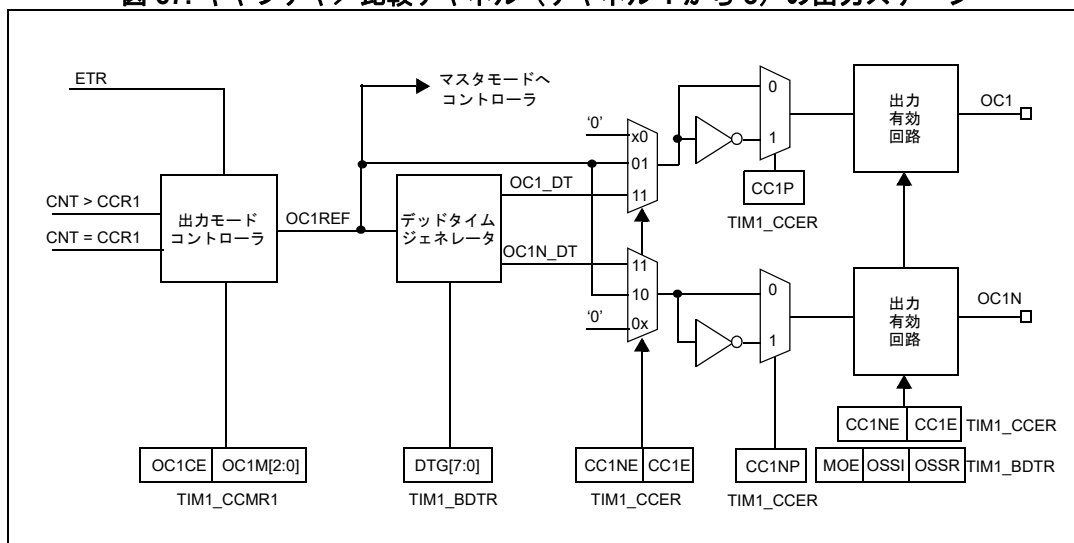 ETR
マスタモードへ
コントローラ
'0'
x0
01
11
0
1
CC1P
TIM1_CCER
出力
有効
回路
OC1
CNT > CCR1
CNT = CCR1
出力モード
コントローラ
OC1REF
デッドタイム
ジェネレータ
OC1_DT
OC1N_DT
11
10
0x
'0'
0
1
出力
有効
回路
OC1N
CC1NE CC1E TIM1_CCER
OC1CE OC1M[2:0]
TIM1_CCMR1
DTG[7:0]
TIM1_BDTR
CC1NE CC1E
TIM1_CCER
CC1NP
TIM1_CCER
MOE OSSI OSSR TIM1_BDTR